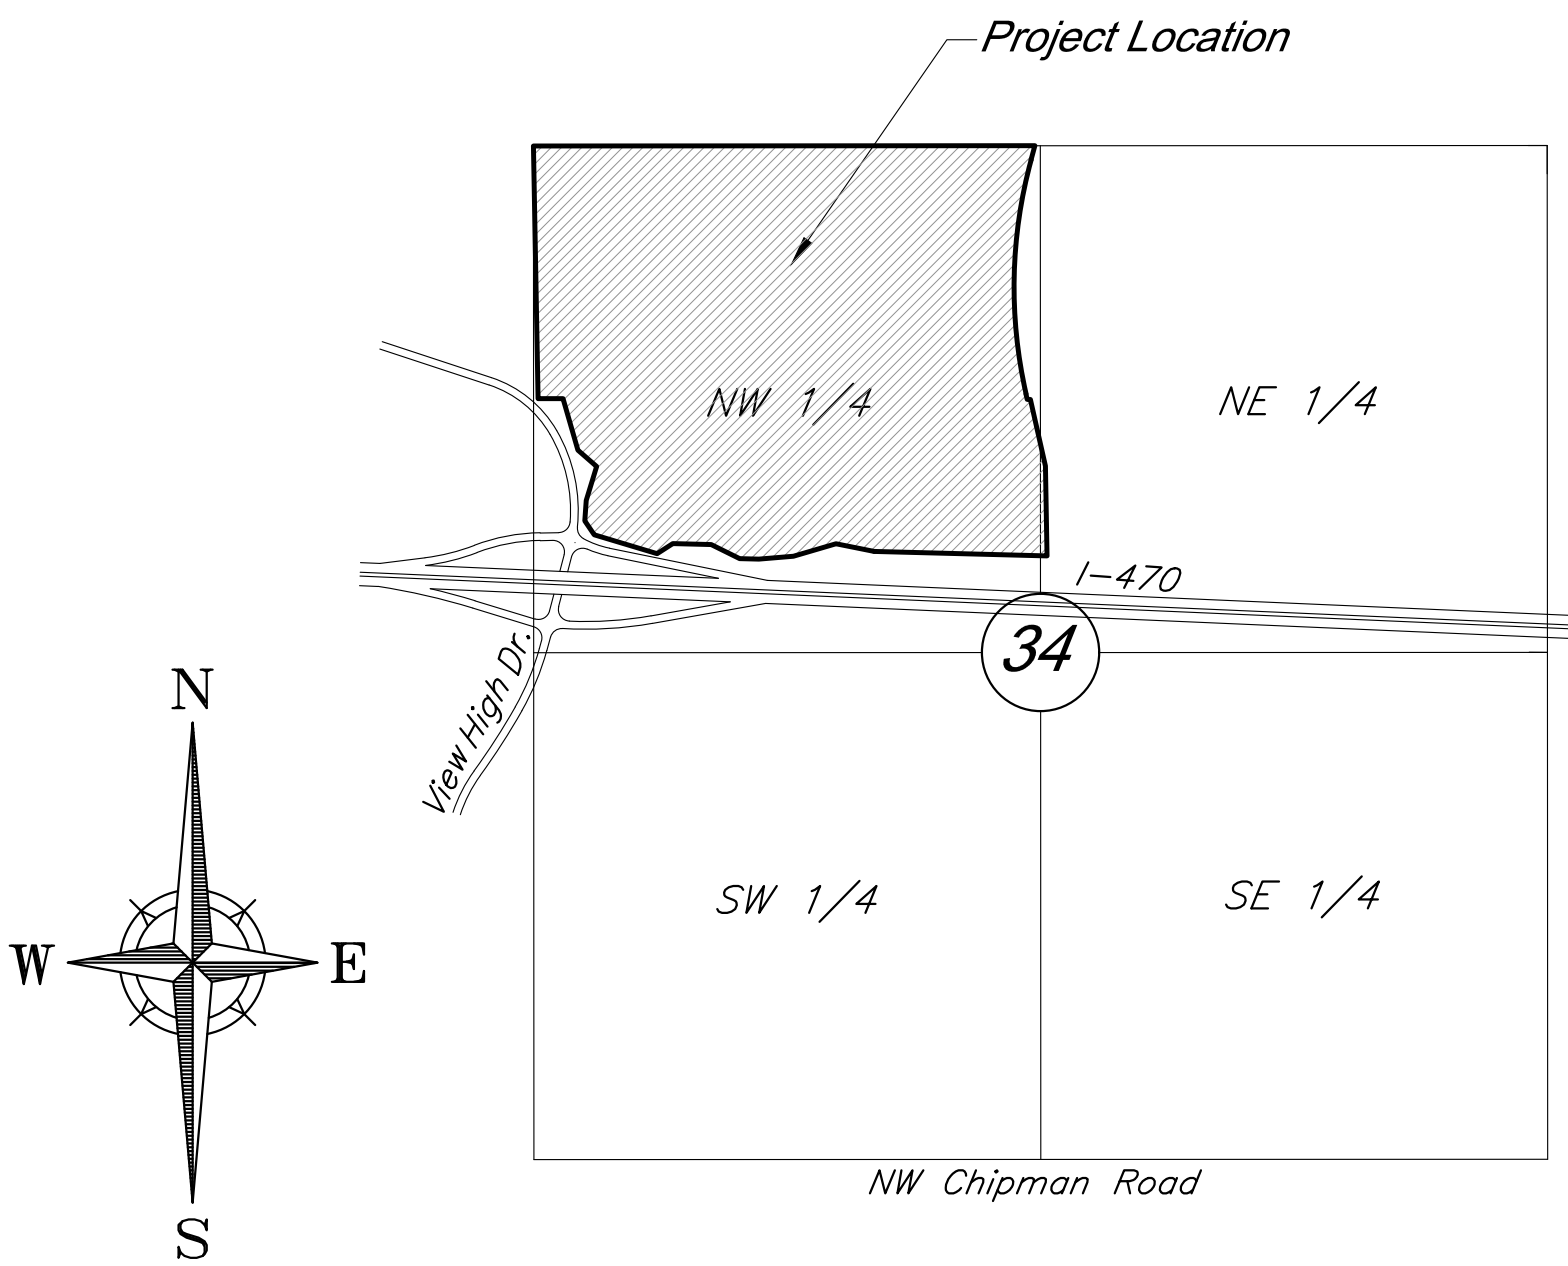 Project Location
NW 1/4
NE 1/4
I-470
34
View High Dr.
N
W
E
S
SW 1/4
SE 1/4
NW Chipman Road